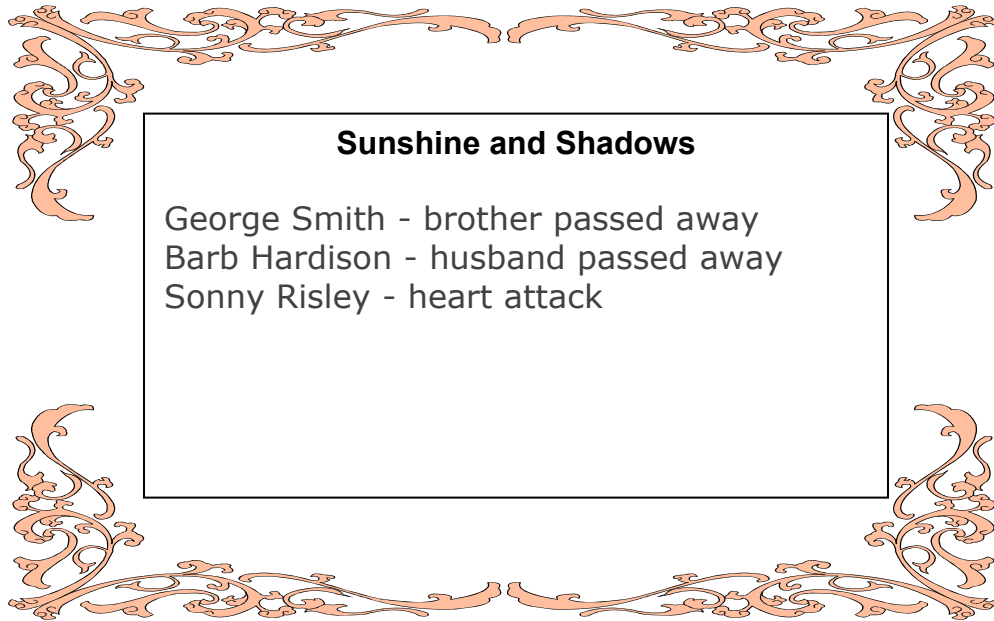 Sunshine and Shadows
George Smith - brother passed away
Barb Hardison - husband passed away
Sonny Risley - heart attack